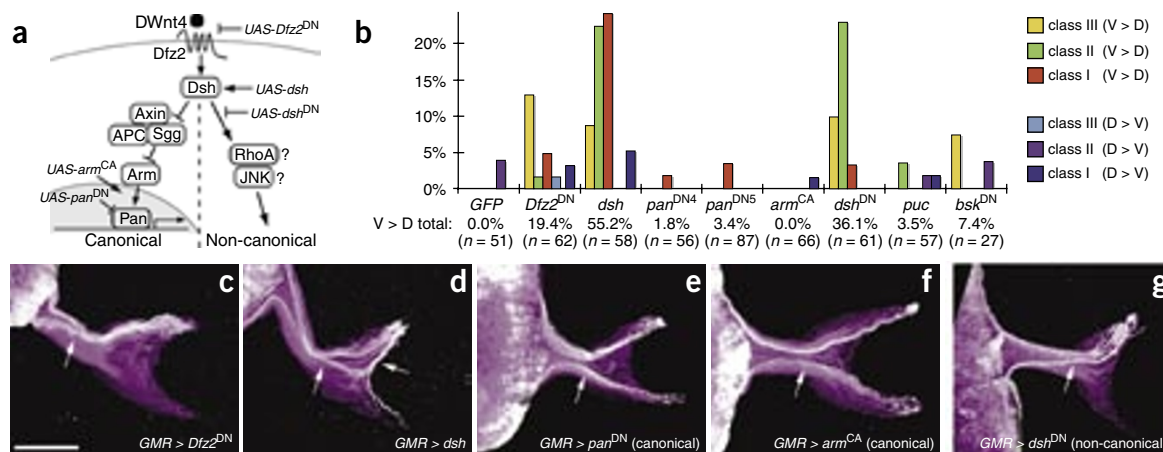 a
DWnt4
UAS-Dfz2DN
Dfz2
Dsh
UAS-dsh
UAS-dshDN
Axin
APC
Sgg
RhoA ?
JNK ?
UAS-armCA
Arm
UAS-panDN
Pan
Canonical
Non-canonical
b
20%
15%
10%
5%
0%
GFP Dfz2DN dsh panDN4 panDN5 armCA dshDN puc bskDN
V > D total: 0.0% 19.4% 55.2% 1.8% 3.4% 0.0% 36.1% 3.5% 7.4%
(n = 51) (n = 62) (n = 58) (n = 56) (n = 87) (n = 66) (n = 61) (n = 57) (n = 27)
class III (V > D)
class II (V > D)
class I (V > D)
class III (D > V)
class II (D > V)
class I (D > V)
c
GMR > Dfz2DN
d
GMR > dsh
e
GMR > panDN (canonical)
f
GMR > armCA (canonical)
g
GMR > dshDN (non-canonical)